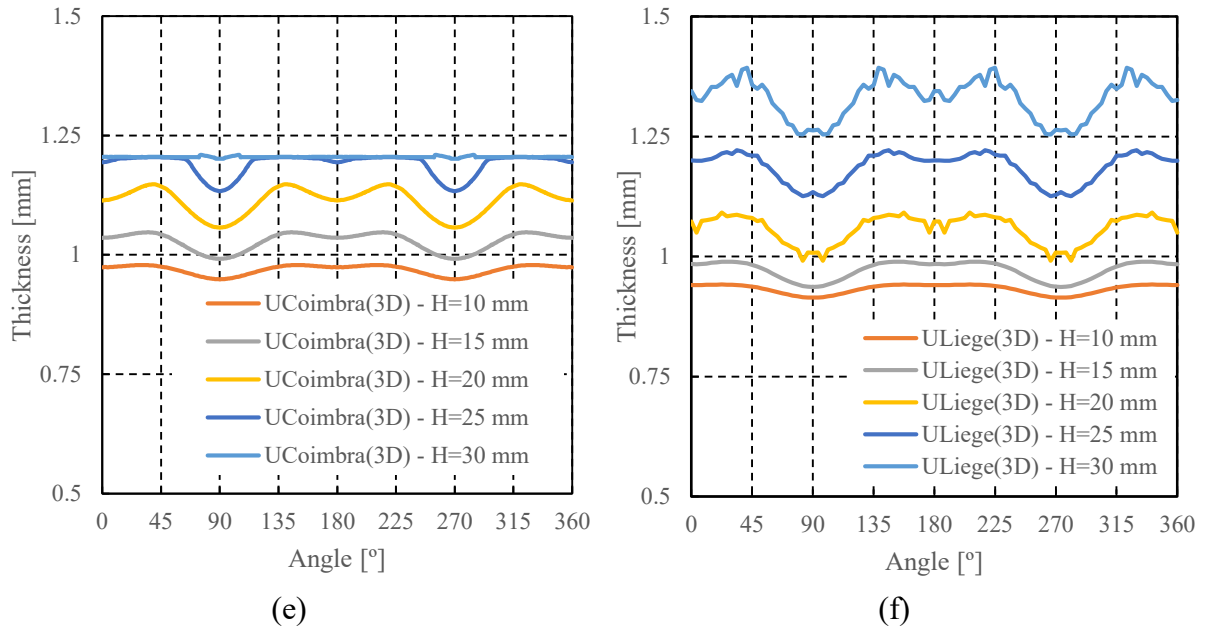 1.5
1.25
1
0.75
0.5
Thickness [mm]
UCoimbra(3D) - H=10 mm
UCoimbra(3D) - H=15 mm
UCoimbra(3D) - H=20 mm
UCoimbra(3D) - H=25 mm
UCoimbra(3D) - H=30 mm
0 45 90 135 180 225 270 315 360
Angle [º]
(e)
1.5
1.25
1
0.75
0.5
Thickness [mm]
ULiege(3D) - H=10 mm
ULiege(3D) - H=15 mm
ULiege(3D) - H=20 mm
ULiege(3D) - H=25 mm
ULiege(3D) - H=30 mm
0 45 90 135 180 225 270 315 360
Angle [º]
(f)